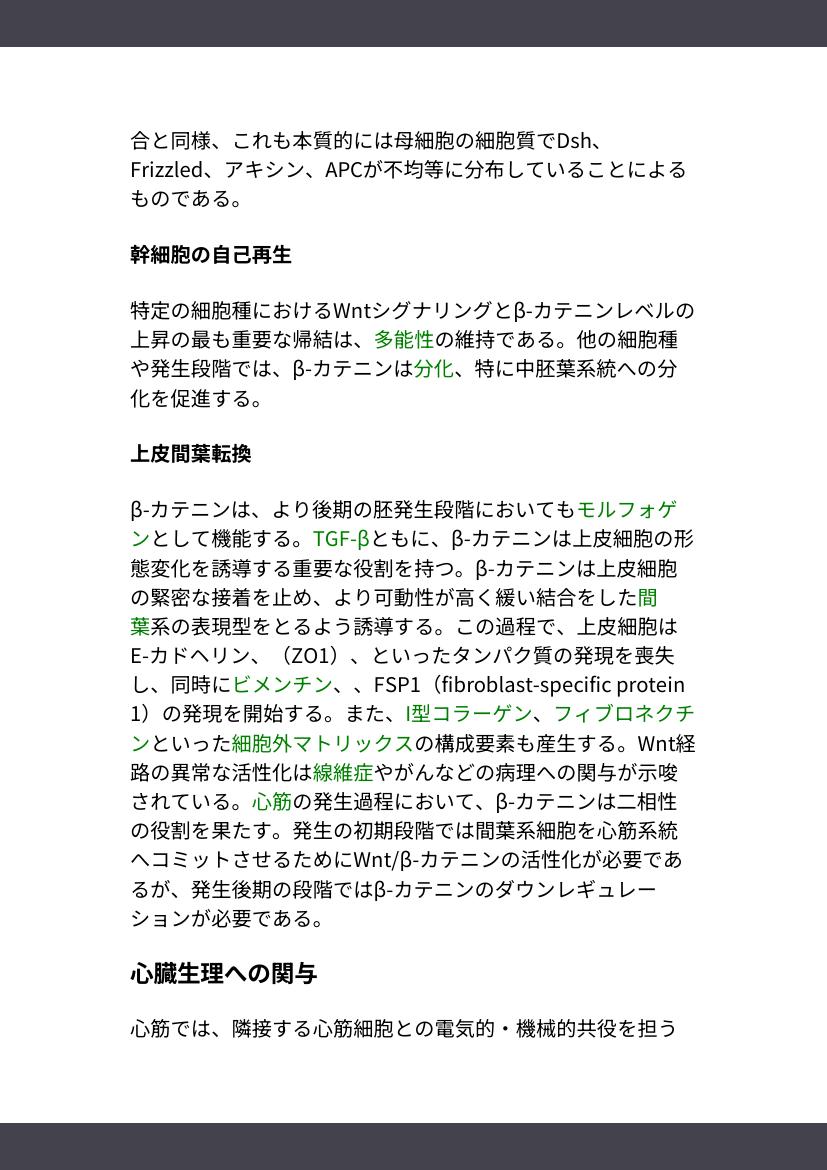 合と同様、これも本質的には母細胞の細胞質でDsh、
Frizzled、アキシン、APCが不均等に分布していることによる
ものである。
幹細胞の自己再生
特定の細胞種におけるWntシグナリングとβ-カテニンレベルの
上昇の最も重要な帰結は、多能性の維持である。他の細胞種
や発生段階では、β-カテニンは分化、特に中胚葉系統への分
化を促進する。
上皮間葉転換
β-カテニンは、より後期の胚発生段階においてもモルフォゲ
ンとして機能する。TGF-βともに、β-カテニンは上皮細胞の形
態変化を誘導する重要な役割を持つ。β-カテニンは上皮細胞
の緊密な接着を止め、より可動性が高く緩い結合をした間
葉系の表現型をとるよう誘導する。この過程で、上皮細胞は
E-カドヘリン、（ZO1）、といったタンパク質の発現を喪失
し、同時にビメンチン、、FSP1（fibroblast-specific protein
1）の発現を開始する。また、I型コラーゲン、フィブロネクチ
ンといった細胞外マトリックスの構成要素も産生する。Wnt経
路の異常な活性化は線維症やがんなどの病理への関与が示唆
されている。心筋の発生過程において、β-カテニンは二相性
の役割を果たす。発生の初期段階では間葉系細胞を心筋系統
へコミットさせるためにWnt/β-カテニンの活性化が必要であ
るが、発生後期の段階ではβ-カテニンのダウンレギュレー
ションが必要である。
心臓生理への関与
心筋では、隣接する心筋細胞との電気的・機械的共役を担う